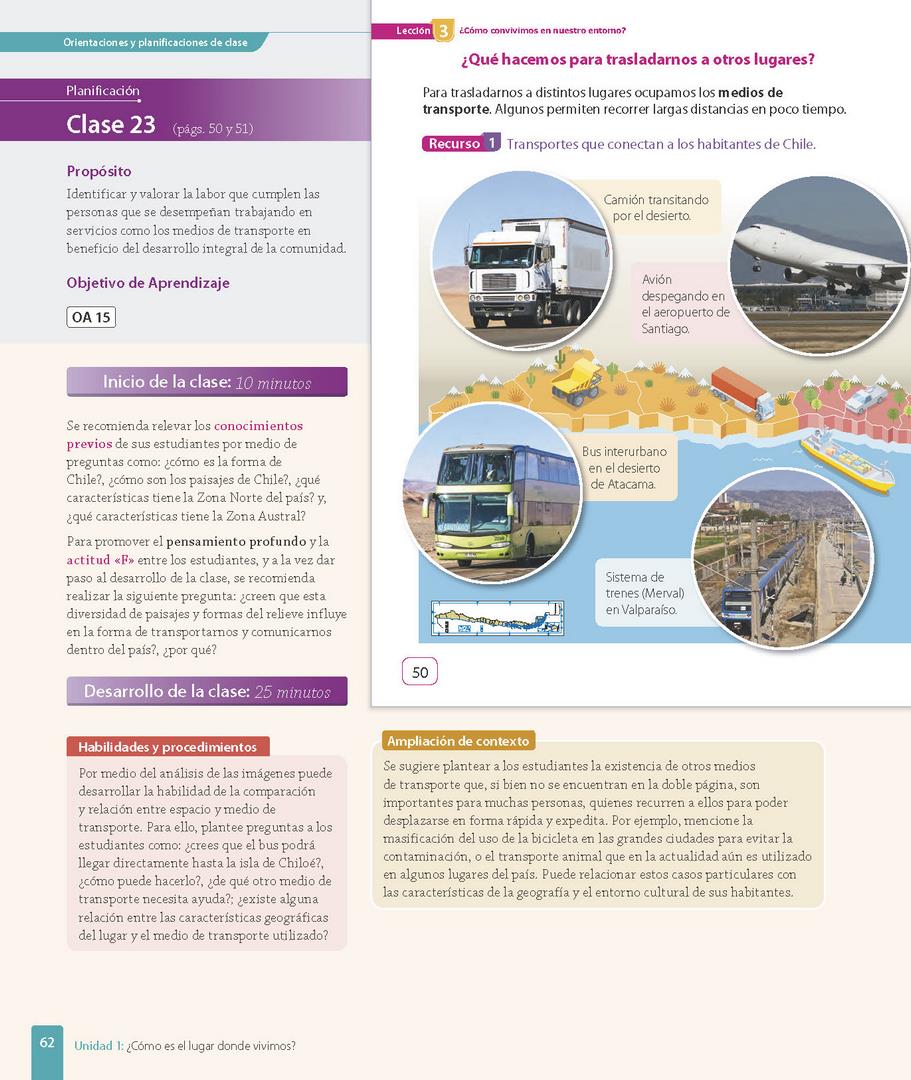 Orientaciones y planificaciones de clase
Planificación
Clase 23 (págs. 50 y 51)
Propósito
Identificar y valorar la labor que cumplen las
personas que se desempeñan trabajando en
servicios como los medios de transporte en
beneficio del desarrollo integral de la comunidad.
Objetivo de Aprendizaje
OA 15
Inicio de la clase: 10 minutos
Se recomienda relevar los conocimientos
previos de sus estudiantes por medio de
preguntas como: ¿cómo es la forma de
Chile?, ¿cómo son los paisajes de Chile?, ¿qué
características tiene la Zona Norte del país? y,
¿qué características tiene la Zona Austral?
Para promover el pensamiento profundo y la
actitud «F» entre los estudiantes, y a la vez dar
paso al desarrollo de la clase, se recomienda
realizar la siguiente pregunta: ¿creen que esta
diversidad de paisajes y formas del relieve influye
en la forma de transportarnos y comunicarnos
dentro del país?, ¿por qué?
Desarrollo de la clase: 25 minutos
Habilidades y procedimientos
Por medio del análisis de las imágenes puede
desarrollar la habilidad de la comparación
y relación entre espacio y medio de
transporte. Para ello, plantee preguntas a los
estudiantes como: ¿crees que el bus podrá
llegar directamente hasta la isla de Chiloé?,
¿cómo puede hacerlo?, ¿de qué otro medio de
transporte necesita ayuda?; ¿existe alguna
relación entre las características geográficas
del lugar y el medio de transporte utilizado?
Lección 3 ¿Cómo convivimos en nuestro entorno?
¿Qué hacemos para trasladarnos a otros lugares?
Para trasladarnos a distintos lugares ocupamos los medios de
transporte. Algunos permiten recorrer largas distancias en poco tiempo.
Recurso 1 Transportes que conectan a los habitantes de Chile.
Camión transitando
por el desierto.
Avión
despegando en
el aeropuerto de
Santiago.
Bus interurbano
en el desierto
de Atacama.
Sistema de
trenes (Merval)
en Valparaíso.
50
Ampliación de contexto
Se sugiere plantear a los estudiantes la existencia de otros medios
de transporte que, si bien no se encuentran en la doble página, son
importantes para muchas personas, quienes recurren a ellos para poder
desplazarse en forma rápida y expedita. Por ejemplo, mencione la
masificación del uso de la bicicleta en las grandes ciudades para evitar la
contaminación, o el transporte animal que en la actualidad aún es utilizado
en algunos lugares del país. Puede relacionar estos casos particulares con
las características de la geografía y el entorno cultural de sus habitantes.
62 Unidad 1: ¿Cómo es el lugar donde vivimos?